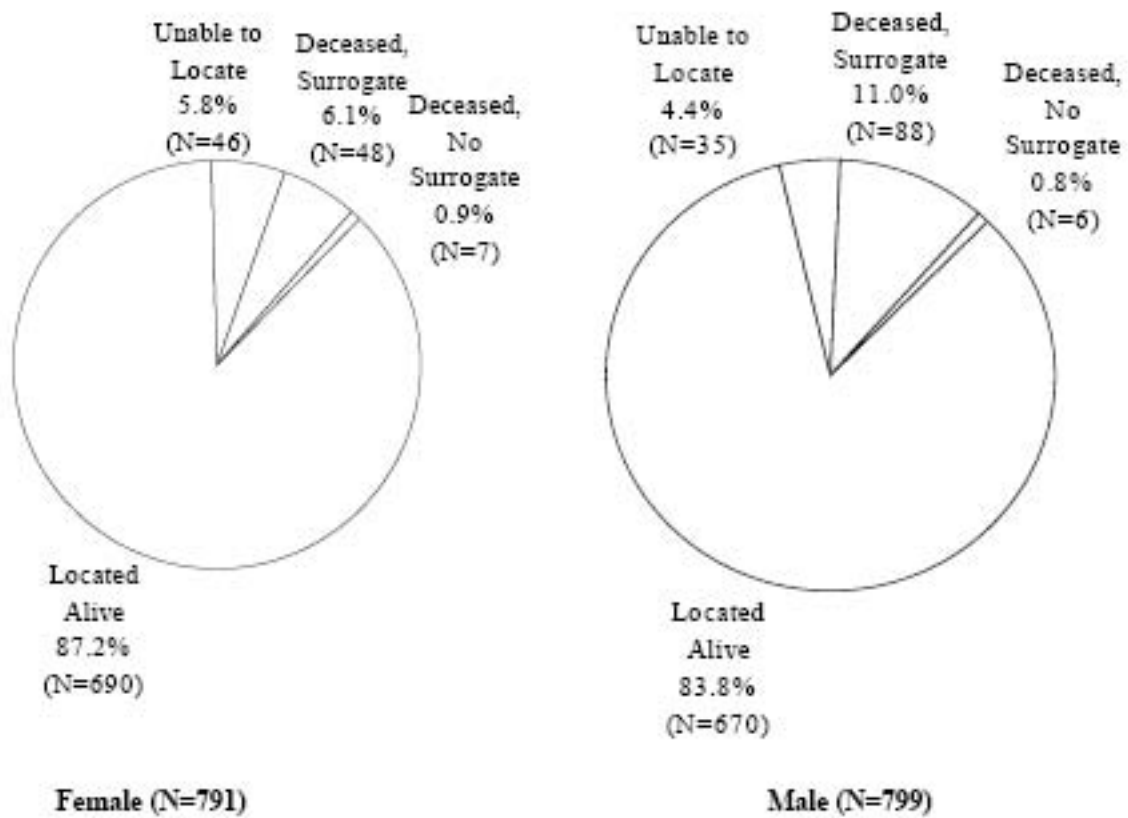 Unable to
Locate
5.8%
(N=46)
Deceased,
Surrogate
6.1%
(N=48)
Deceased,
No
Surrogate
0.9%
(N=7)
Located
Alive
87.2%
(N=690)
Female (N=791)
Unable to
Locate
4.4%
(N=35)
Deceased,
Surrogate
11.0%
(N=88)
Deceased,
No
Surrogate
0.8%
(N=6)
Located
Alive
83.8%
(N=670)
Male (N=799)